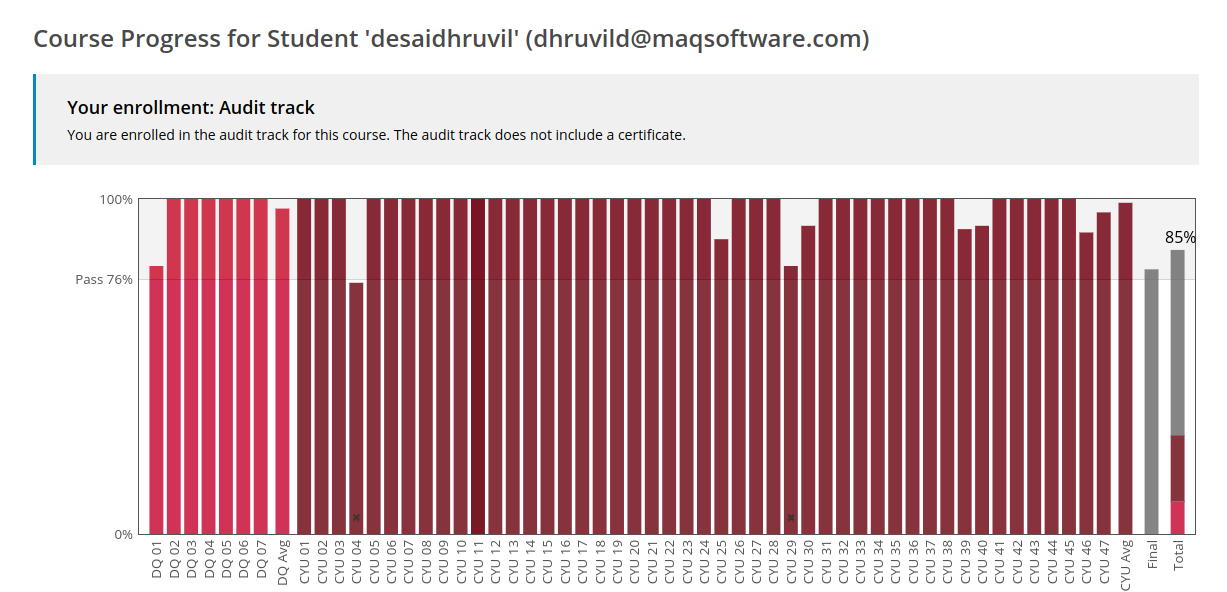 Course Progress for Student 'desaidhruvil' (dhruvild@maqsoftware.com)
Your enrollment: Audit track
You are enrolled in the audit track for this course. The audit track does not include a certificate.
100%
85%
Pass 76%
0%
DQ 01
DQ 02
DQ 03
DQ 04
DQ 05
DQ 06
DQ 07
DQ Avg
CYU 01
CYU 02
CYU 03
CYU 04
CYU 05
CYU 06
CYU 07
CYU 08
CYU 09
CYU 10
CYU 11
CYU 12
CYU 13
CYU 14
CYU 15
CYU 16
CYU 17
CYU 18
CYU 19
CYU 20
CYU 21
CYU 22
CYU 23
CYU 24
CYU 25
CYU 26
CYU 27
CYU 28
CYU 29
CYU 30
CYU 31
CYU 32
CYU 33
CYU 34
CYU 35
CYU 36
CYU 37
CYU 38
CYU 39
CYU 40
CYU 41
CYU 42
CYU 43
CYU 44
CYU 45
CYU 46
CYU 47
CYU Avg
Final
Total